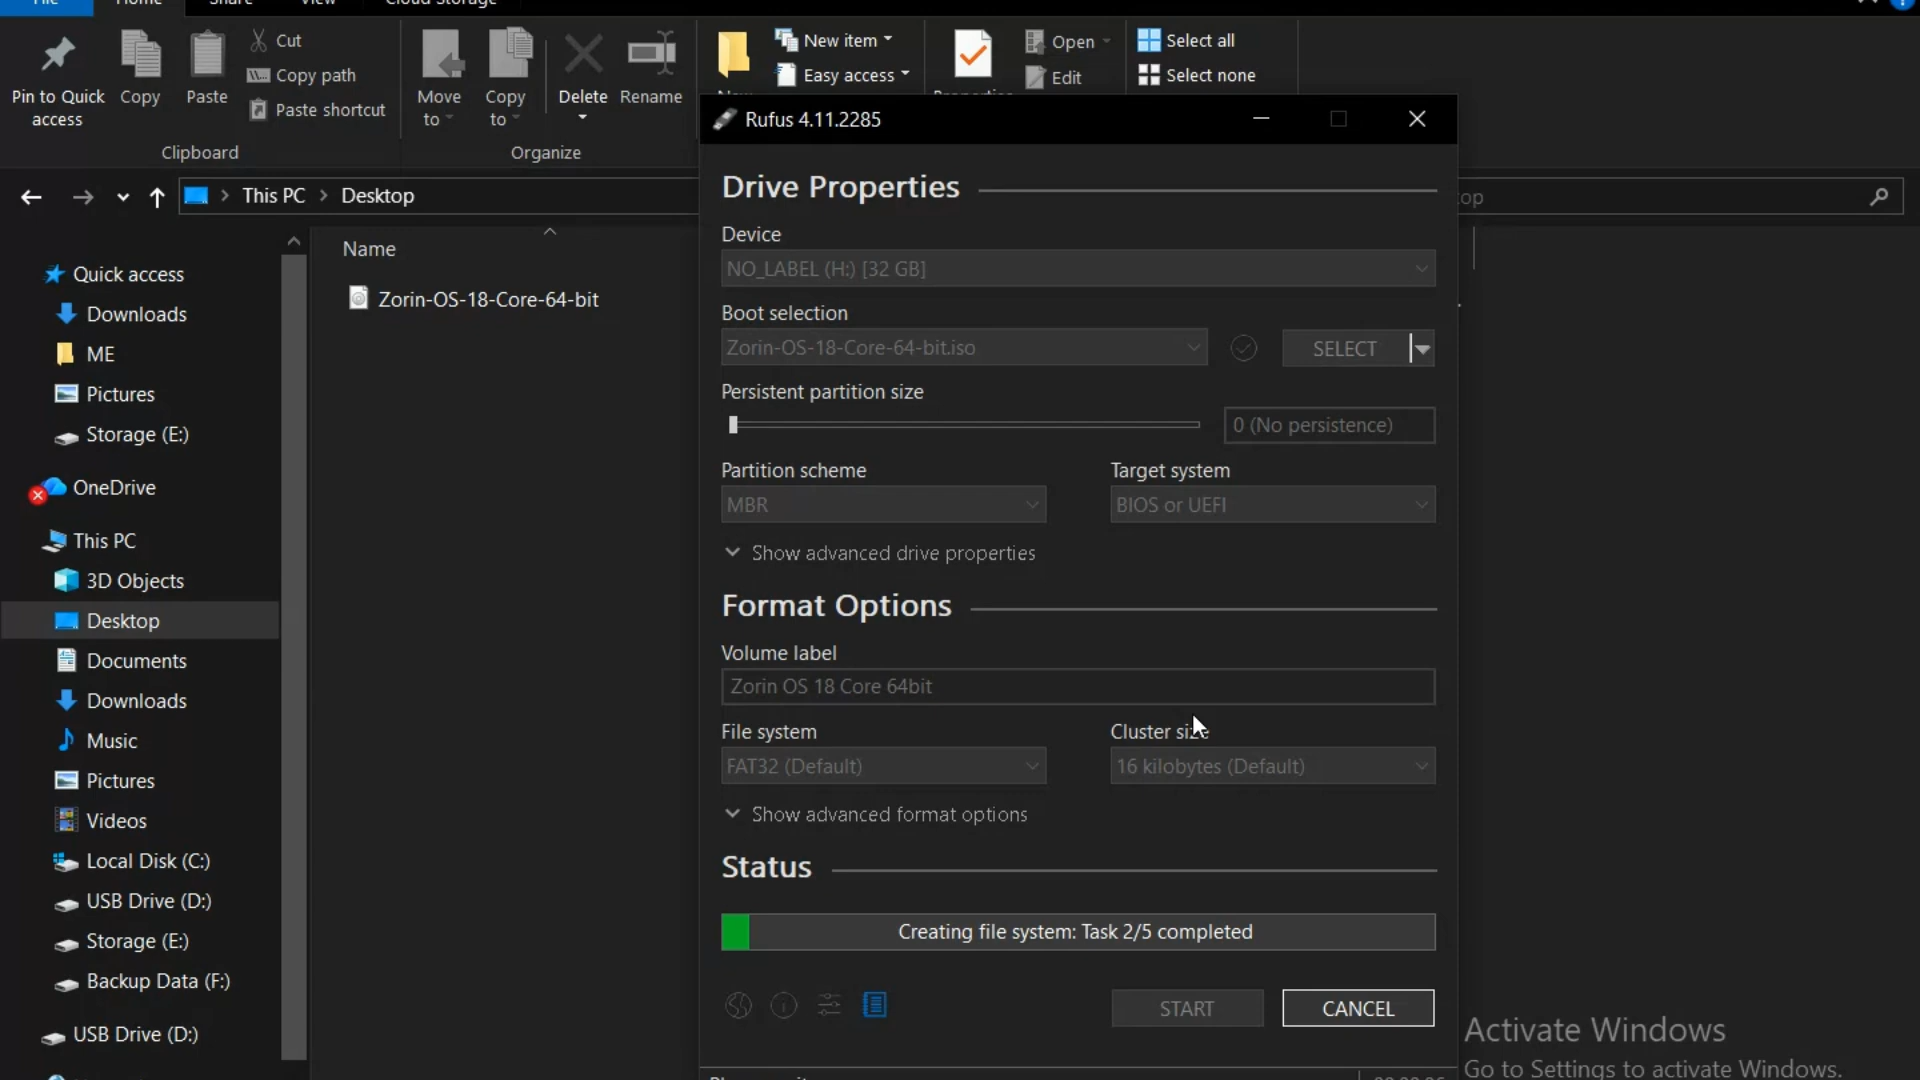 File Home Share View Cloud Storage
Pin to Quick access
Copy
Paste
Cut
Copy path
Paste shortcut
Clipboard
Move to
Copy to
Delete
Rename
Organize
New item
Easy access
Open
Edit
Select all
Select none
This PC > Desktop
Name
Zorin-OS-18-Core-64-bit
Quick access
Downloads
ME
Pictures
Storage (E:)
OneDrive
This PC
3D Objects
Desktop
Documents
Downloads
Music
Pictures
Videos
Local Disk (C:)
USB Drive (D:)
Storage (E:)
Backup Data (F:)
USB Drive (D:)
Rufus 4.11.2285
Drive Properties
Device
NO_LABEL (H:) [32 GB]
Boot selection
Zorin-OS-18-Core-64-bit.iso
SELECT
Persistent partition size
0 (No persistence)
Partition scheme
Target system
MBR
BIOS or UEFI
Show advanced drive properties
Format Options
Volume label
Zorin OS 18 Core 64bit
File system
Cluster size
FAT32 (Default)
16 kilobytes (Default)
Show advanced format options
Status
Creating file system: Task 2/5 completed
START
CANCEL
Activate Windows
Go to Settings to activate Windows.